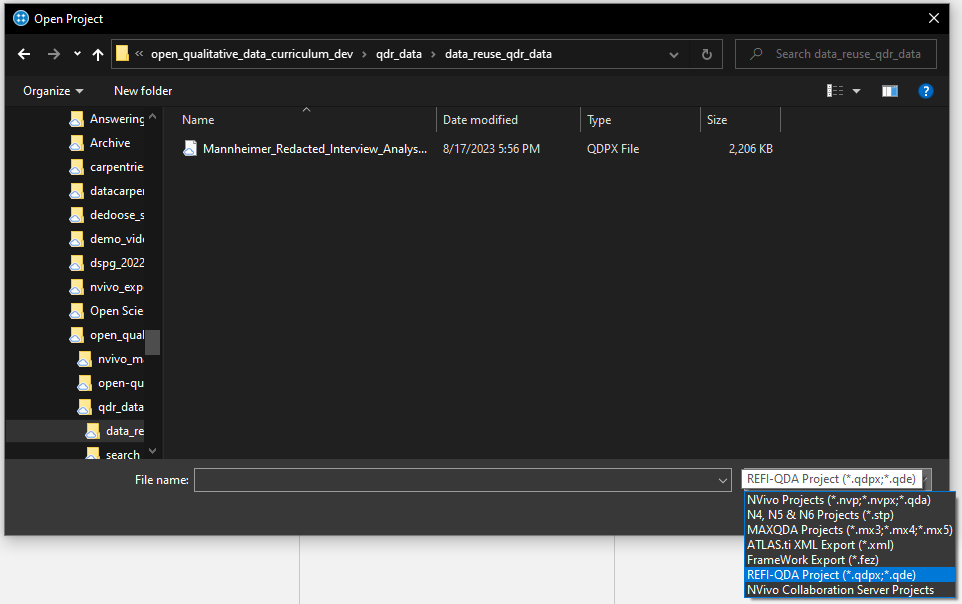 Open Project
« open_qualitative_data_curriculum_dev › qdr_data › data_reuse_qdr_data
Search data_reuse_qdr_data
Organize
New folder
?
Answering
Archive
carpentrie
datacarper
dedoose_s
demo_vide
dspg_2022
nvivo_exp
Open Scie
open_qual
nvivo_ma
open-qu
qdr_data
data_re
search
Name Date modified Type Size
Mannheimer_Redacted_Interview_Analys... 8/17/2023 5:56 PM QDPX File 2,206 KB
File name:
REFI-QDA Project (*.qdpx;*.qde)
NVivo Projects (*.nvp;*.nvpx;*.qda)
N4, N5 & N6 Projects (*.stp)
MAXQDA Projects (*.mx3;*.mx4;*.mx5)
ATLAS.ti XML Export (*.xml)
FrameWork Export (*.fez)
REFI-QDA Project (*.qdpx;*.qde)
NVivo Collaboration Server Projects